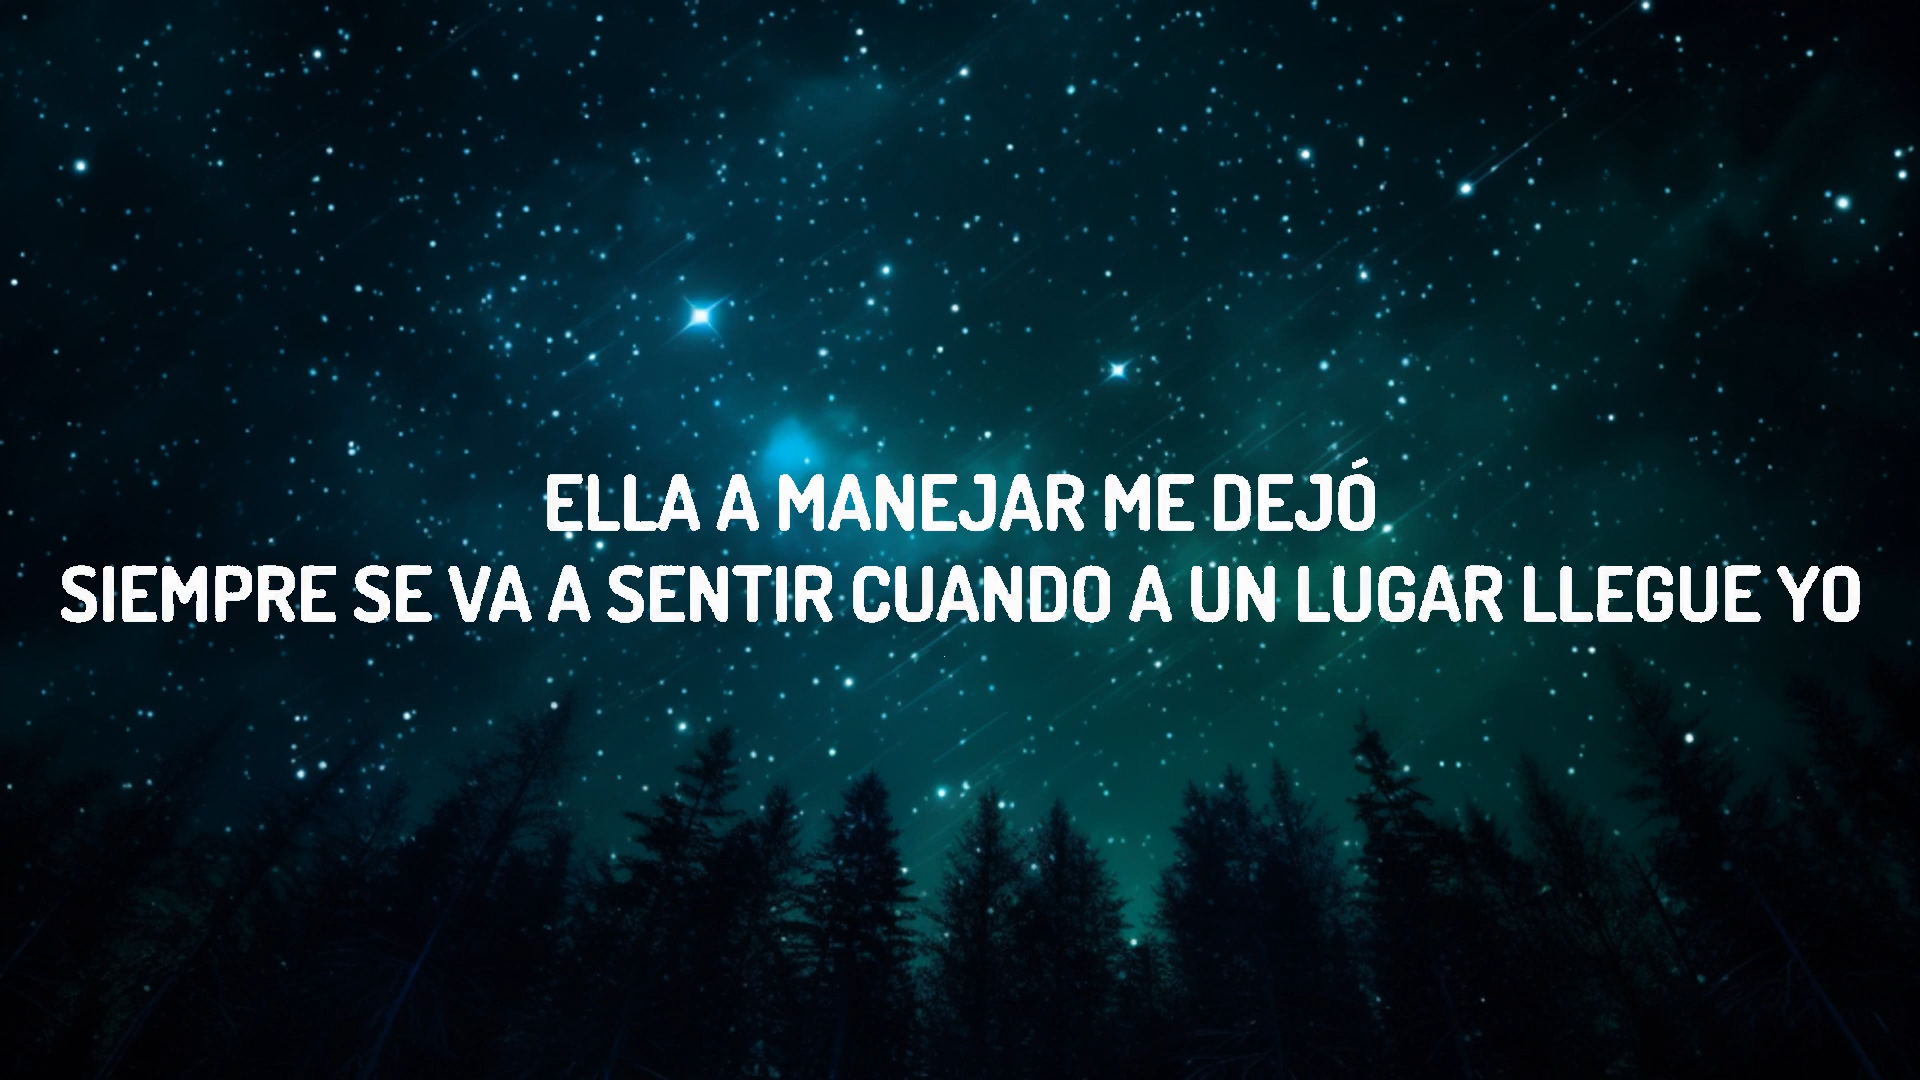 ELLA A MANEJAR ME DEJÓ
SIEMPRE SE VA A SENTIR CUANDO A UN LUGAR LLEGUE YO